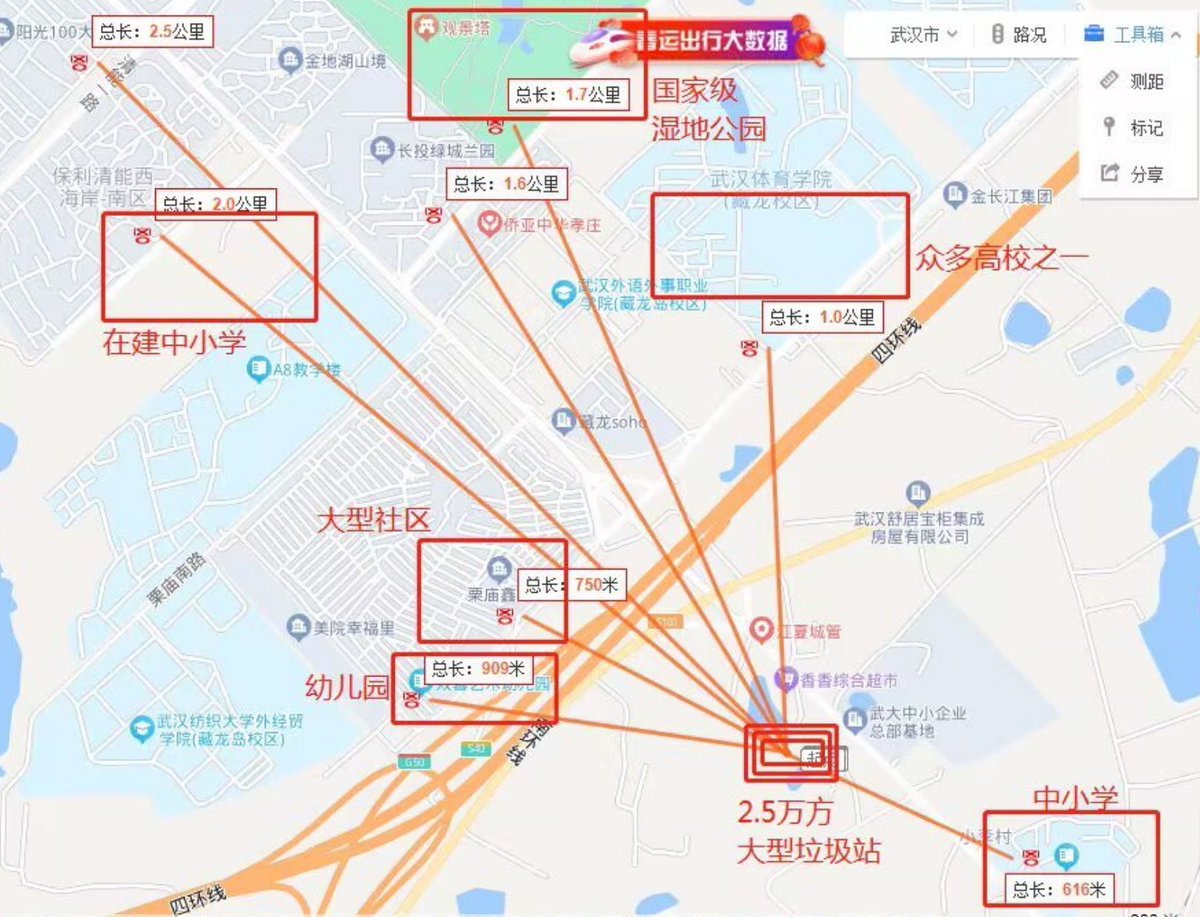 阳光100大
总长：2.5公里
观景塔
春运出行大数据
武汉市
路况
工具箱
清能一路
金地湖山境
总长：1.7公里
国家级
湿地公园
测距
标记
分享
长投绿城兰园
保利清能西
海岸-南区
总长：1.6公里
武汉体育学院
(藏龙校区)
金长江集团
总长：2.0公里
侨亚中华孝庄
众多高校之一
武汉外语外事职业
学院(藏龙岛校区)
总长：1.0公里
在建中小学
四环线
A8教学楼
藏龙soho
大型社区
武汉舒居宝柜集成
房屋有限公司
栗庙南路
栗庙鑫
总长：750米
美院幸福里
S101
江夏城管
总长：909米
幼儿园
香香综合超市
武汉纺织大学外经贸
学院(藏龙岛校区)
武大中小企业
总部基地
S40
G50
起
2.5万方
大型垃圾站
中小学
小李村
总长：616米
四环线